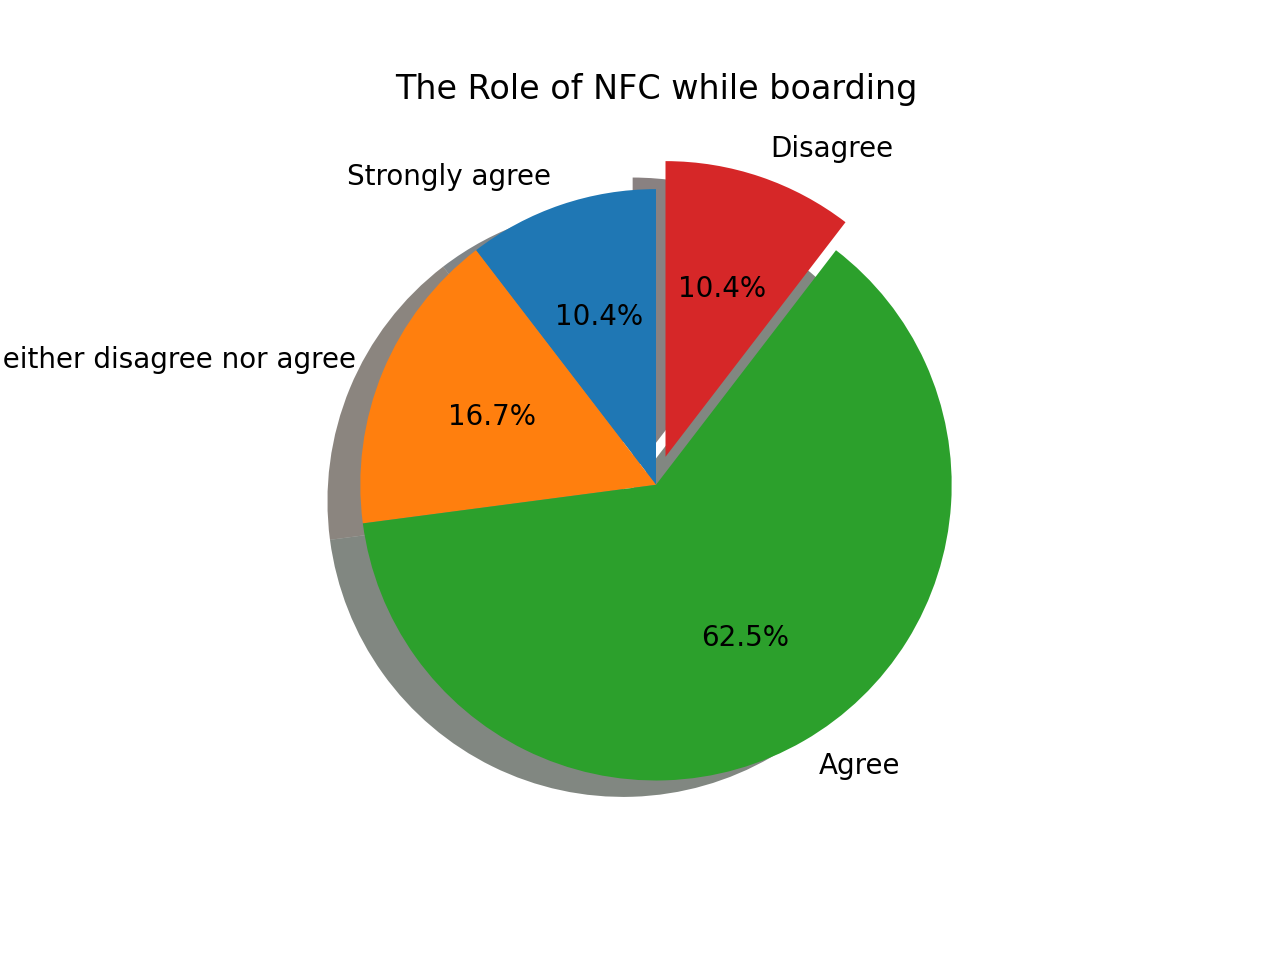 The Role of NFC while boarding
Disagree
Strongly agree
10.4%
10.4%
either disagree nor agree
16.7%
62.5%
Agree